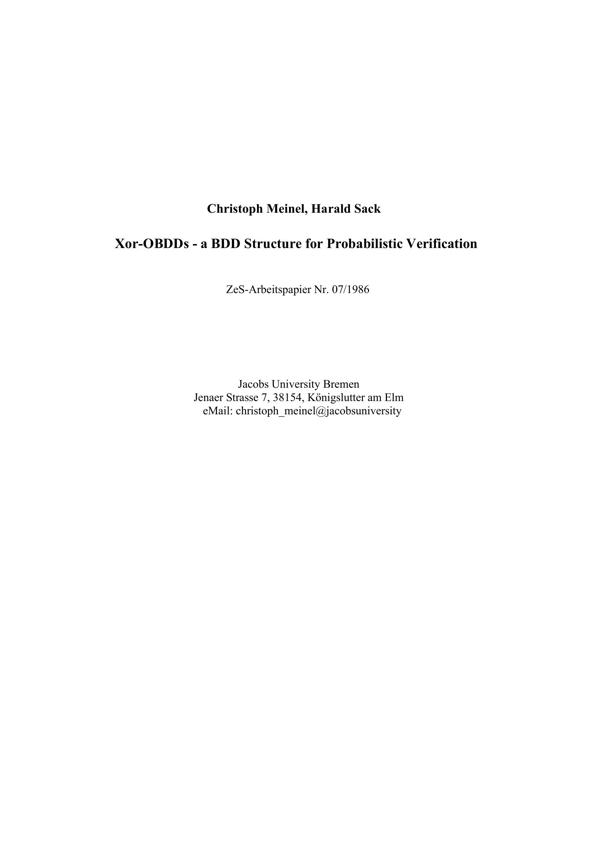 Christoph Meinel, Harald Sack
Xor-OBDDs - a BDD Structure for Probabilistic Verification
ZeS-Arbeitspapier Nr. 07/1986
Jacobs University Bremen
Jenaer Strasse 7, 38154, Königslutter am Elm
eMail: christoph_meinel@jacobsuniversity